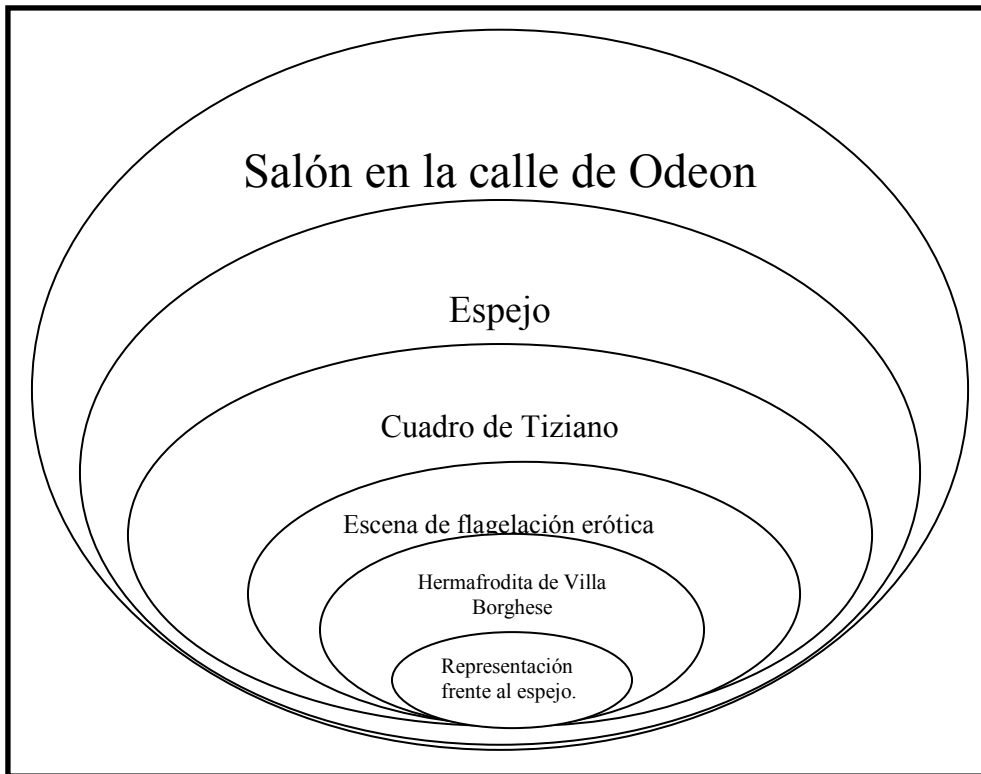 Salón en la calle de Odeon
Espejo
Cuadro de Tiziano
Escena de flagelación erótica
Hermafrodita de Villa
Borghese
Representación
frente al espejo.